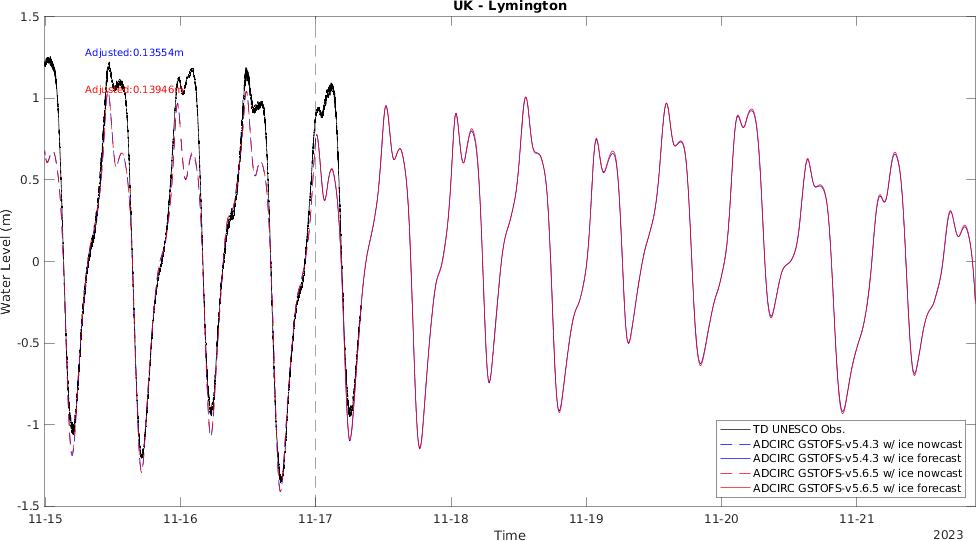 UK - Lymington
1.5
Adjusted:0.13554m
1
Adjusted:0.13946m
0.5
0
-0.5
-1
-1.5
Water Level (m)
TD UNESCO Obs.
ADCIRC GSTOFS-v5.4.3 w/ ice nowcast
ADCIRC GSTOFS-v5.4.3 w/ ice forecast
ADCIRC GSTOFS-v5.6.5 w/ ice nowcast
ADCIRC GSTOFS-v5.6.5 w/ ice forecast
11-15 11-16 11-17 11-18 11-19 11-20 11-21
Time
2023